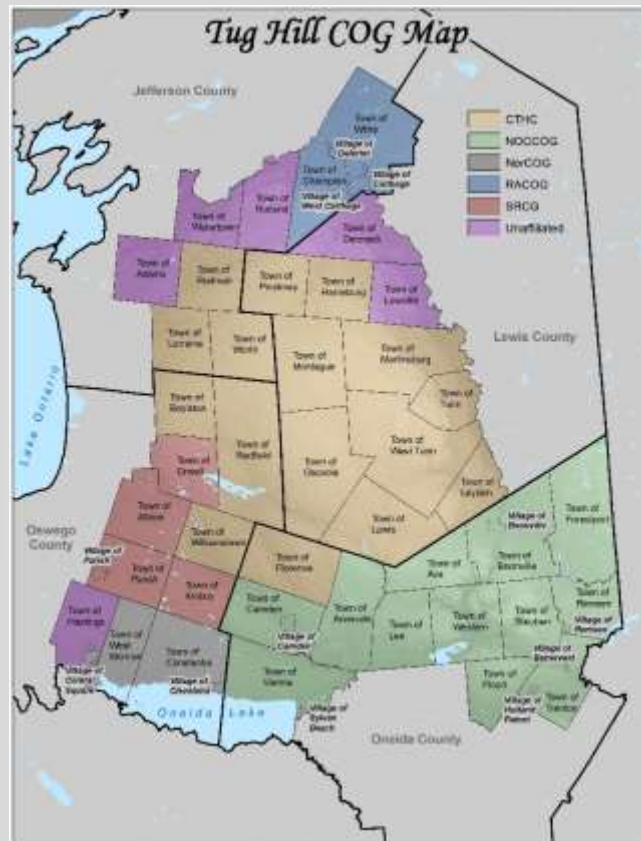 Tug Hill COG Map
Jefferson County
CTHC
NOCCOG
NorCOG
RACOG
SRCG
Unaffiliated
Town of
Wilna
Village of
Deferiet
Village of
Carthage
Town of
Champion
Village of
West Carthage
Town of
Rutland
Town of
Watertown
Town of
Denmark
Town of
Adams
Town of
Rodman
Town of
Pinckney
Town of
Harrisburg
Town of
Lowville
Town of
Lorraine
Town of
Worth
Town of
Montague
Town of
Martinsburg
Lewis County
Town of
Turin
Town of
Boylston
Town of
Redfield
Town of
West Turin
Town of
Osceola
Town of
Leyden
Lake Ontario
Town of
Orwell
Town of
Lewis
Town of
Albion
Town of
Williamstown
Oswego
County
Village of
Parish
Town of
Parish
Town of
Amboy
Town of
Florence
Town of
Ava
Town of
Boonville
Village of
Boonville
Town of
Forestport
Town of
Camden
Town of
Annsville
Town of
Lee
Town of
Western
Town of
Steuben
Town of
Remsen
Village of
Remsen
Town of
Hastings
Town of
West
Monroe
Town of
Constantia
Village of
Camden
Village of
Central
Square
Village of
Cleveland
Town of
Vienna
Village of
Sylvan
Beach
Oneida Lake
Town of
Floyd
Village of
Barneveld
Village of
Holland
Patent
Town of
Trenton
Oneida County